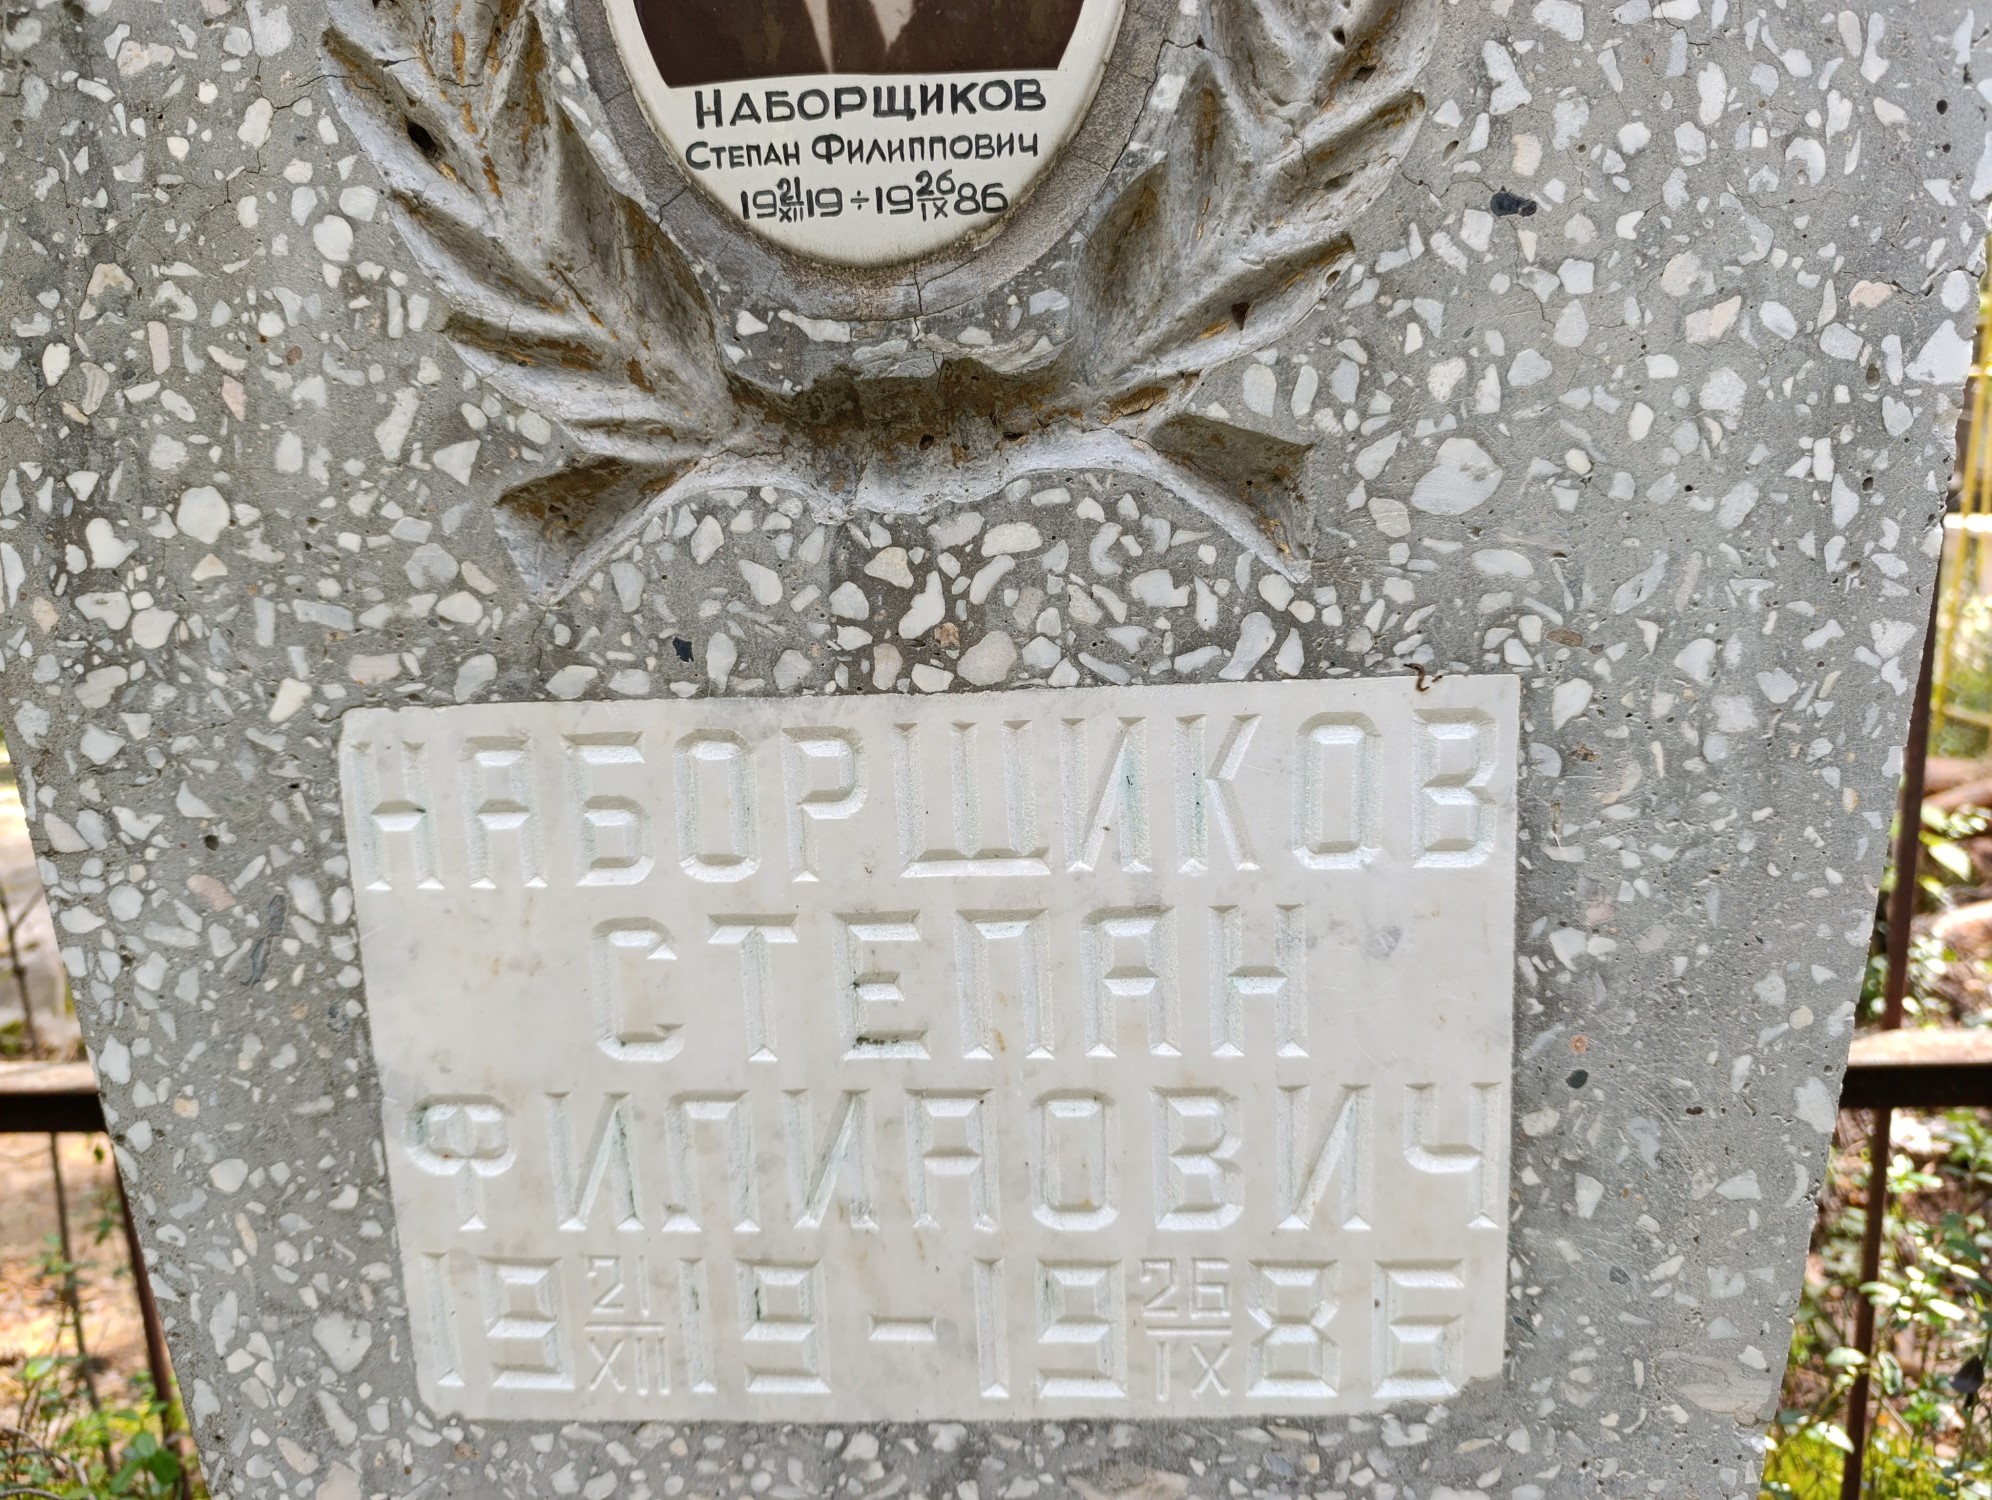 НАБОРЩИКОВ
СТЕПАН ФИЛИППОВИЧ
19 21/XII 19 ÷ 19 26/IX 86
НАБОРЩИКОВ
СТЕПАН
ФИЛИАОВИЧ
19 21/XII 19 - 19 26/IX 86